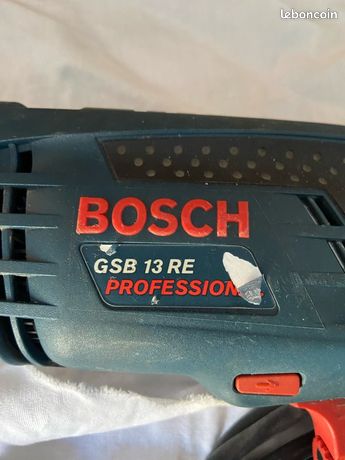 leboncoin
BOSCH
GSB 13 RE
PROFESSION